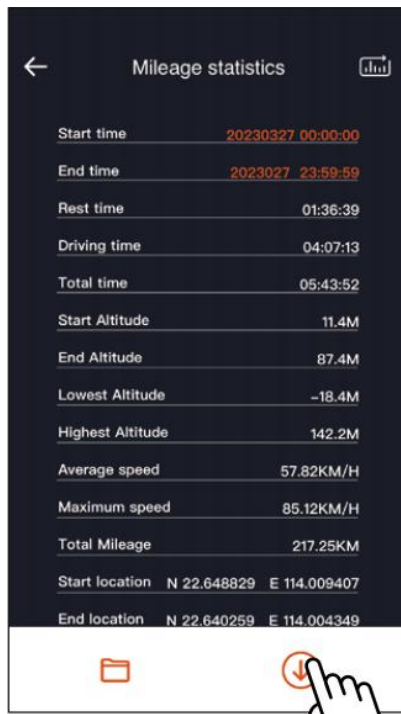 Mileage statistics
Start time 20230327 00:00:00
End time 2023027 23:59:59
Rest time 01:36:39
Driving time 04:07:13
Total time 05:43:52
Start Altitude 11.4M
End Altitude 87.4M
Lowest Altitude -18.4M
Highest Altitude 142.2M
Average speed 57.82KM/H
Maximum speed 85.12KM/H
Total Mileage 217.25KM
Start location N 22.648829 E 114.009407
End location N 22.640259 E 114.004349